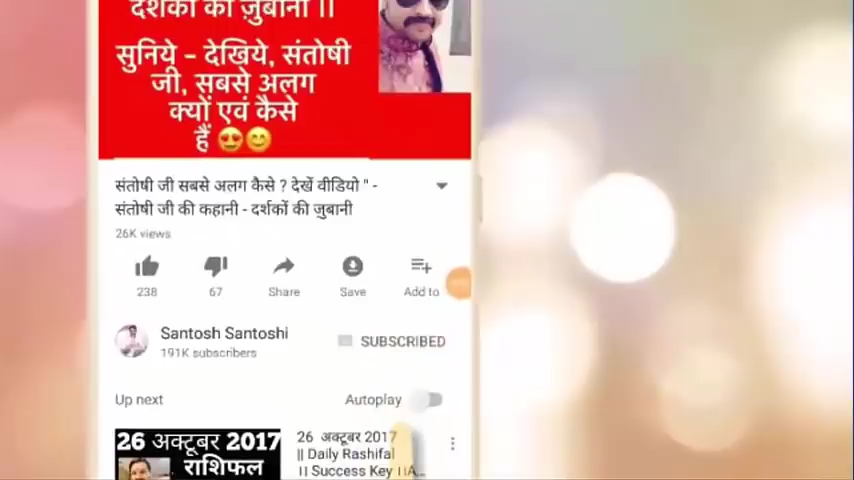 दर्शकों की ज़ुबानी ||
सुनिये - देखिये, संतोषी
जी, सबसे अलग
क्यों एवं कैसे
हैं 😍😊
संतोषी जी सबसे अलग कैसे ? देखें वीडियो " -
संतोषी जी की कहानी - दर्शकों की जुबानी
26K views
238
67
Share
Save
Add to
Santosh Santoshi
191K subscribers
SUBSCRIBED
Up next
Autoplay
26 अक्टूबर 2017
राशिफल
26 अक्टूबर 2017
|| Daily Rashifal
|| Success Key ||A...